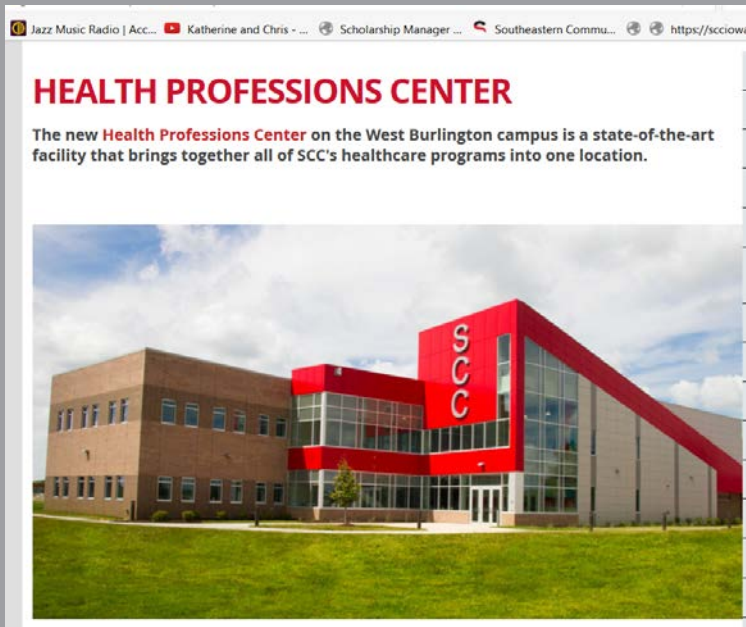 Jazz Music Radio | Acc... Katherine and Chris - ... Scholarship Manager ... Southeastern Commu... https://scciowa
HEALTH PROFESSIONS CENTER
The new Health Professions Center on the West Burlington campus is a state-of-the-art
facility that brings together all of SCC's healthcare programs into one location.
SCC